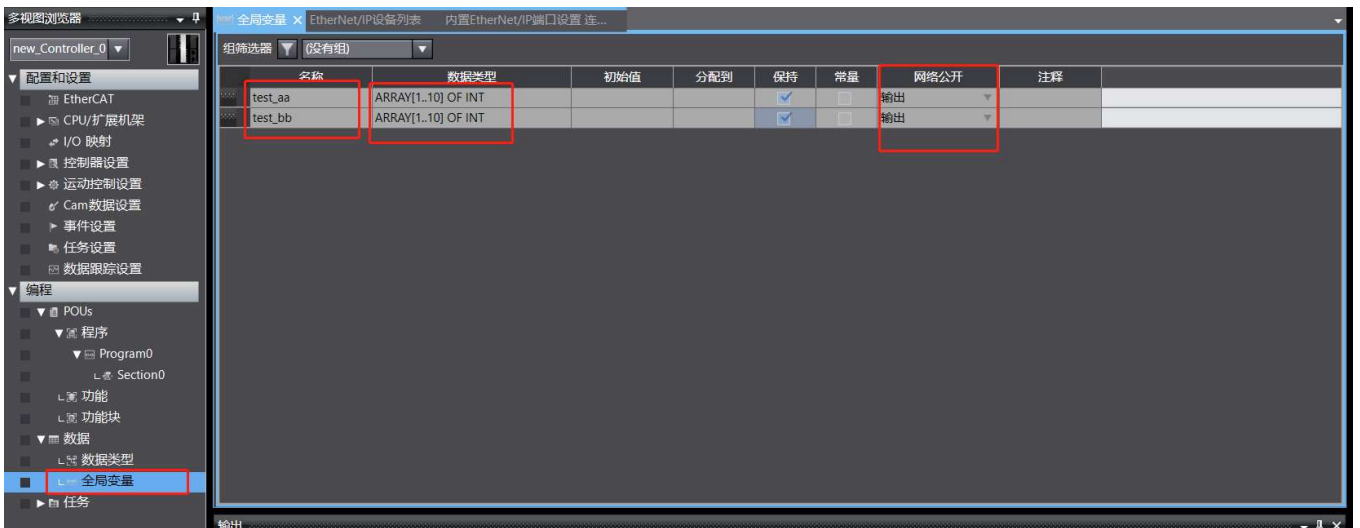 多视图浏览器
全局变量 × EtherNet/IP设备列表 内置EtherNet/IP端口设置 连...
new_Controller_0
组筛选器 (没有组)
配置和设置
EtherCAT
CPU/扩展机架
I/O 映射
控制器设置
运动控制设置
Cam数据设置
事件设置
任务设置
数据跟踪设置
编程
POUs
程序
Program0
Section0
功能
功能块
数据
数据类型
全局变量
任务
名称 数据类型 初始值 分配到 保持 常量 网络公开 注释
test_aa ARRAY[1..10] OF INT 输出
test_bb ARRAY[1..10] OF INT 输出
输出